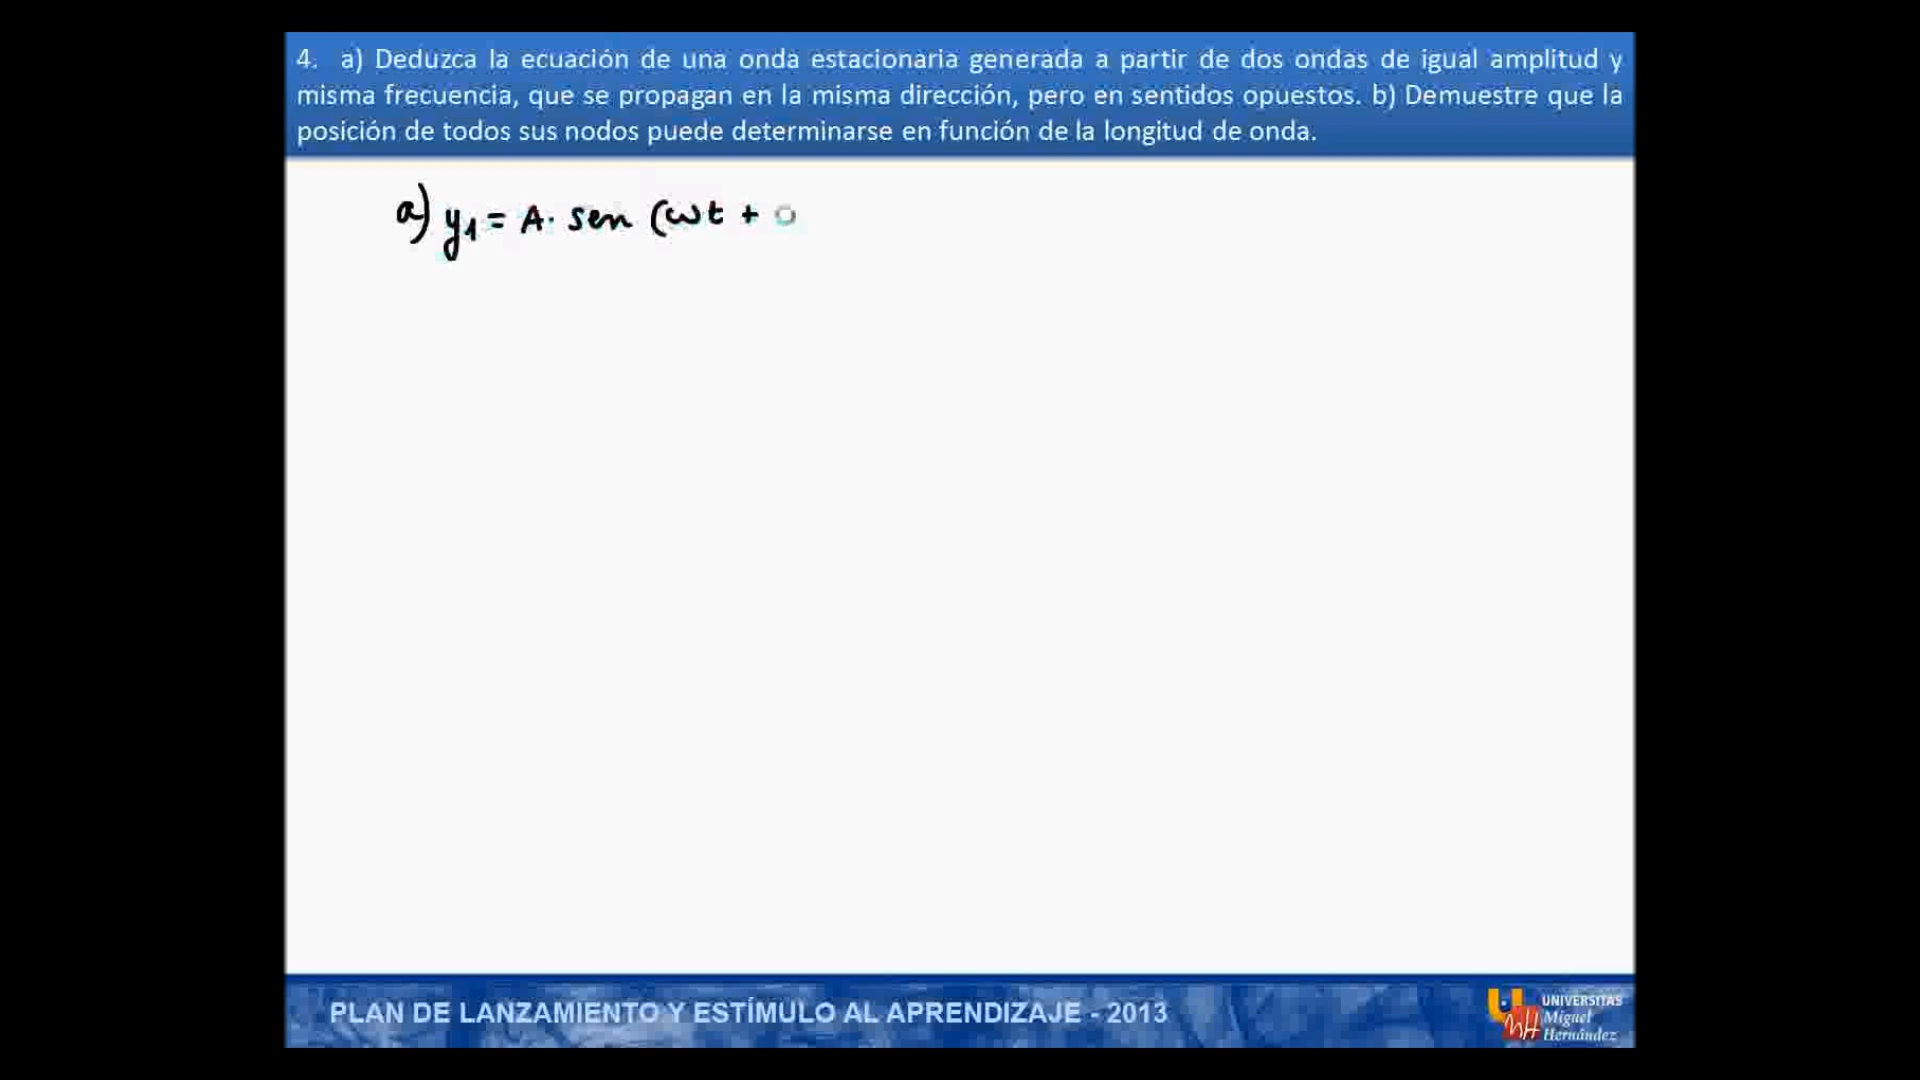 4. a) Deduzca la ecuación de una onda estacionaria generada a partir de dos ondas de igual amplitud y
misma frecuencia, que se propagan en la misma dirección, pero en sentidos opuestos. b) Demuestre que la
posición de todos sus nodos puede determinarse en función de la longitud de onda.
a) y₁ = A· sen (ωt +
PLAN DE LANZAMIENTO Y ESTÍMULO AL APRENDIZAJE - 2013
UNIVERSITAS
Miguel
Hernández